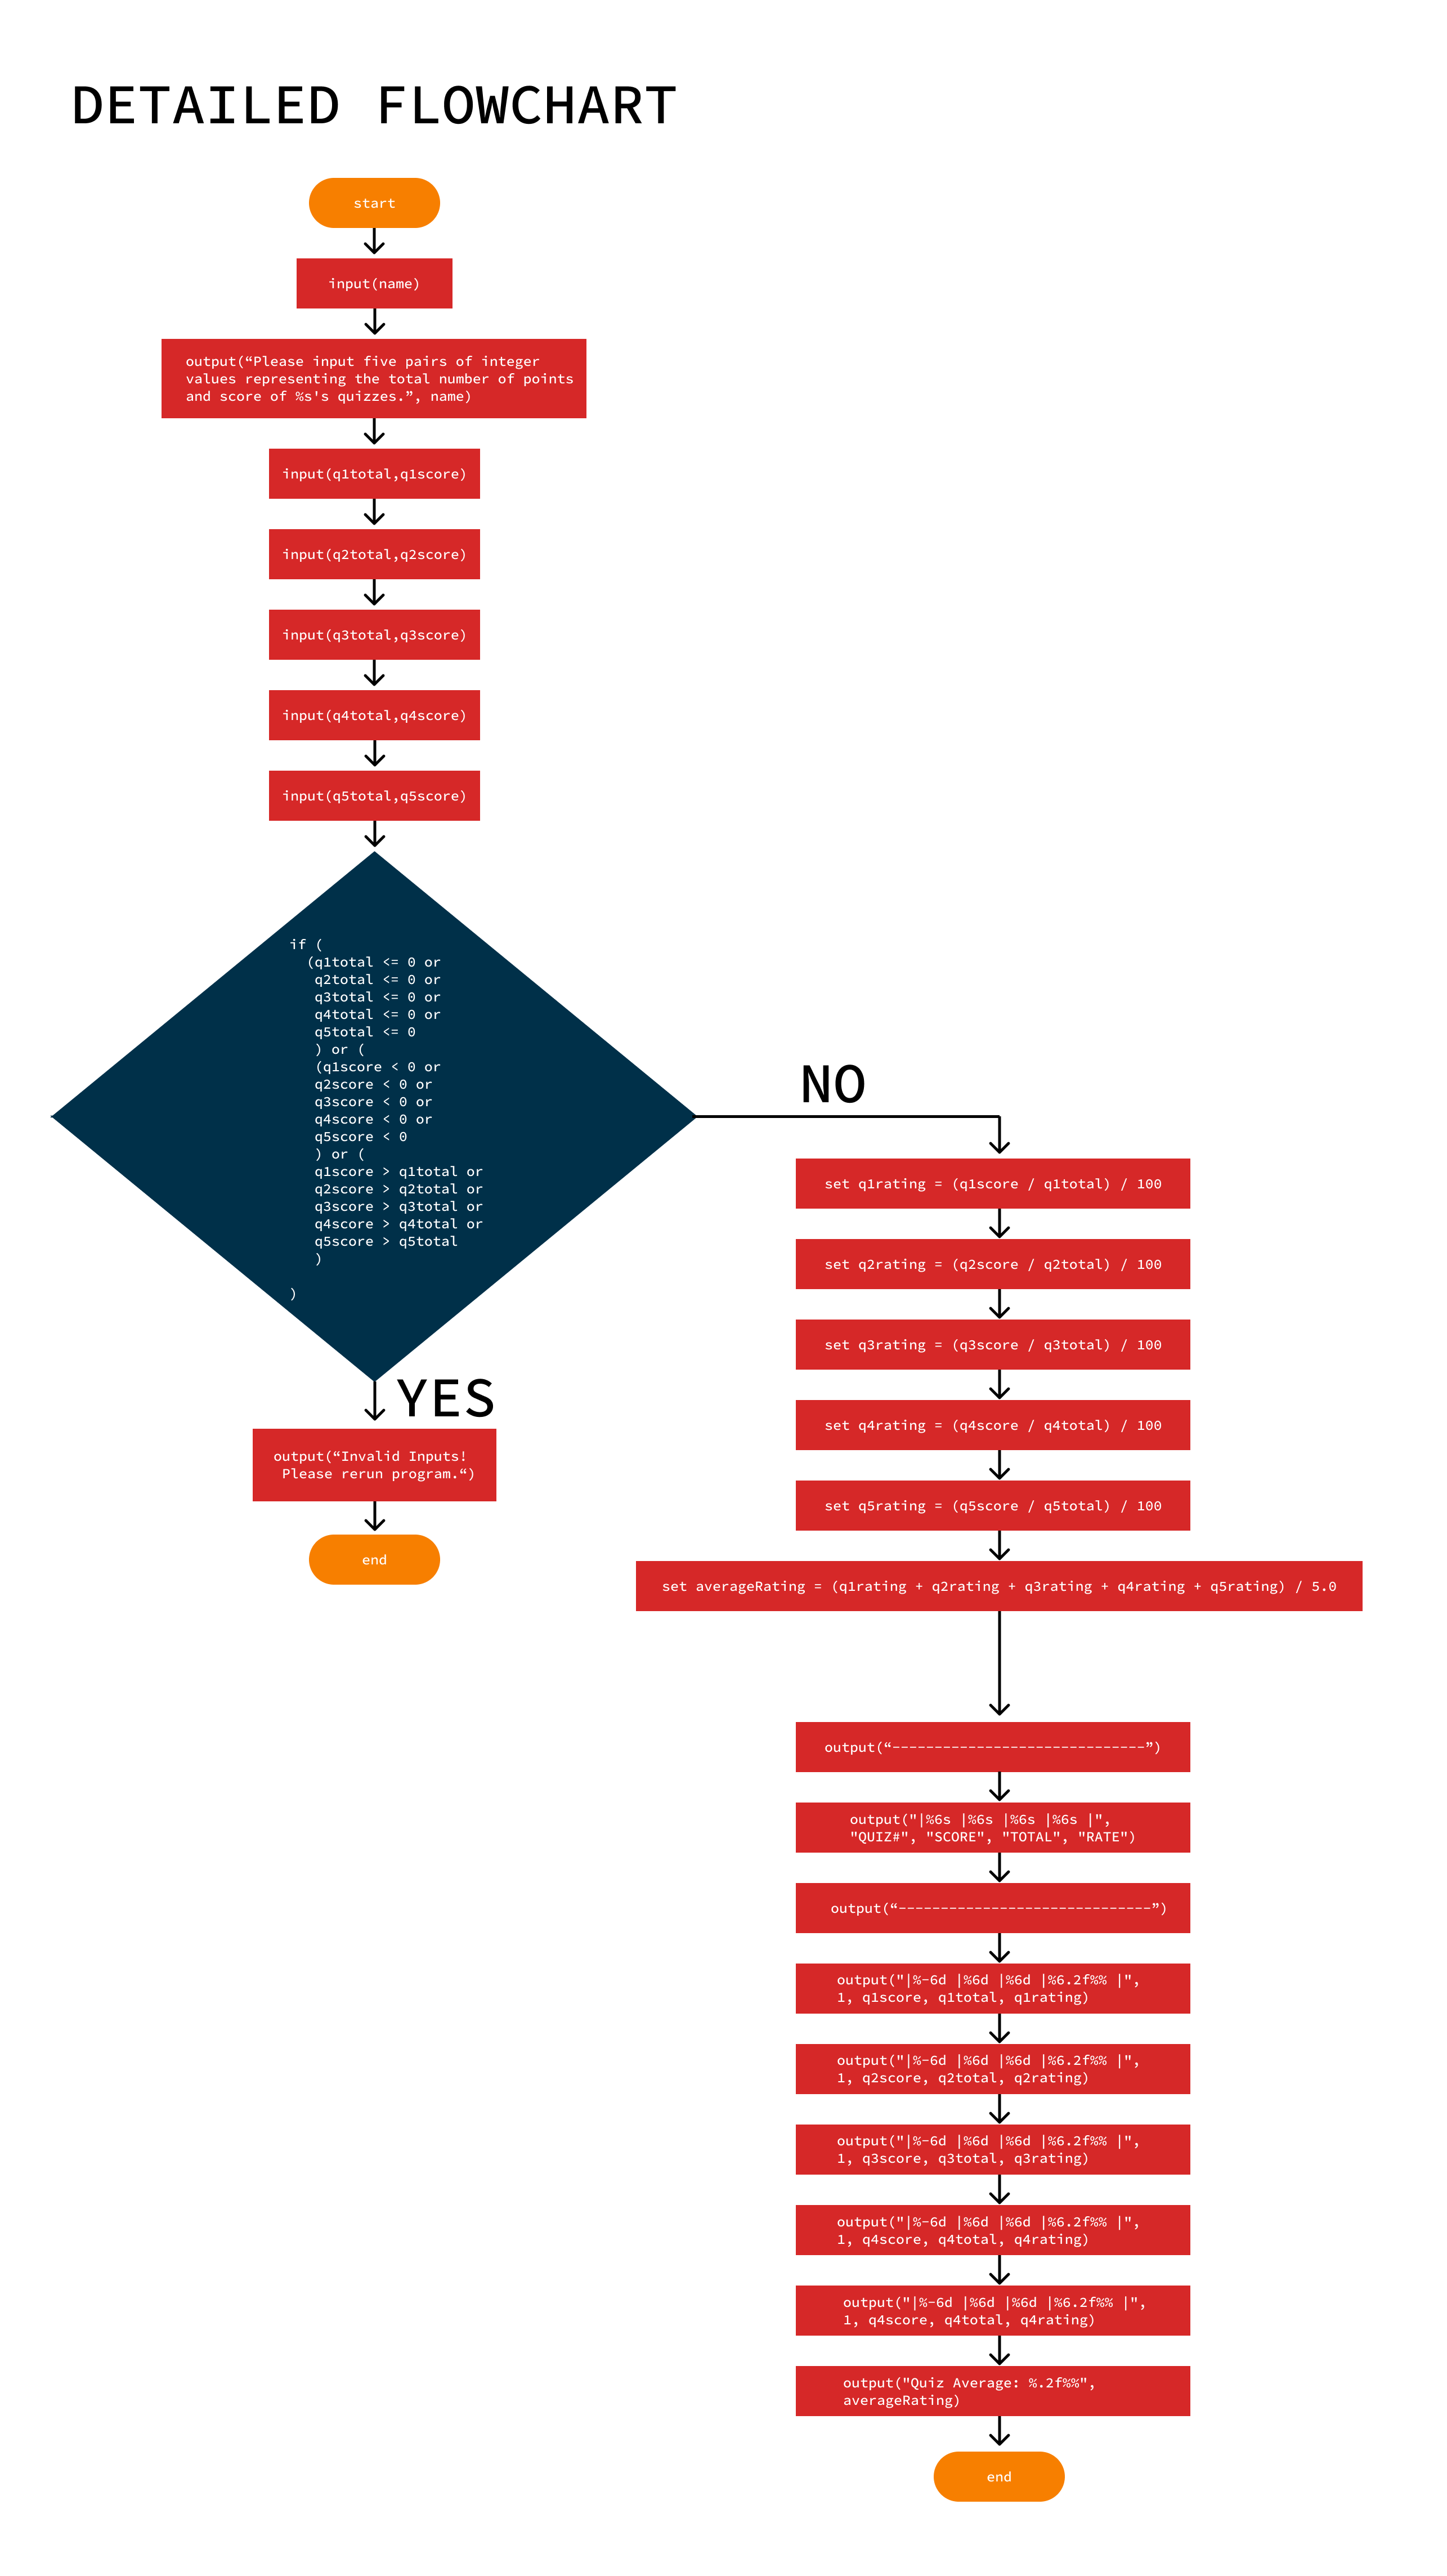 DETAILED FLOWCHART
start
input(name)
output(“Please input five pairs of integer
values representing the total number of points
and score of %s's quizzes.”, name)
input(q1total,q1score)
input(q2total,q2score)
input(q3total,q3score)
input(q4total,q4score)
input(q5total,q5score)
if (
(q1total <= 0 or
q2total <= 0 or
q3total <= 0 or
q4total <= 0 or
q5total <= 0
) or (
(q1score < 0 or
q2score < 0 or
q3score < 0 or
q4score < 0 or
q5score < 0
) or (
q1score > q1total or
q2score > q2total or
q3score > q3total or
q4score > q4total or
q5score > q5total
)
)
YES
output(“Invalid Inputs!
Please rerun program.“)
end
NO
set q1rating = (q1score / q1total) / 100
set q2rating = (q2score / q2total) / 100
set q3rating = (q3score / q3total) / 100
set q4rating = (q4score / q4total) / 100
set q5rating = (q5score / q5total) / 100
set averageRating = (q1rating + q2rating + q3rating + q4rating + q5rating) / 5.0
output(“------------------------------”)
output("|%6s |%6s |%6s |%6s |",
"QUIZ#", "SCORE", "TOTAL", "RATE")
output(“------------------------------”)
output("|%-6d |%6d |%6d |%6.2f%% |",
1, q1score, q1total, q1rating)
output("|%-6d |%6d |%6d |%6.2f%% |",
1, q2score, q2total, q2rating)
output("|%-6d |%6d |%6d |%6.2f%% |",
1, q3score, q3total, q3rating)
output("|%-6d |%6d |%6d |%6.2f%% |",
1, q4score, q4total, q4rating)
output("|%-6d |%6d |%6d |%6.2f%% |",
1, q4score, q4total, q4rating)
output("Quiz Average: %.2f%%",
averageRating)
end